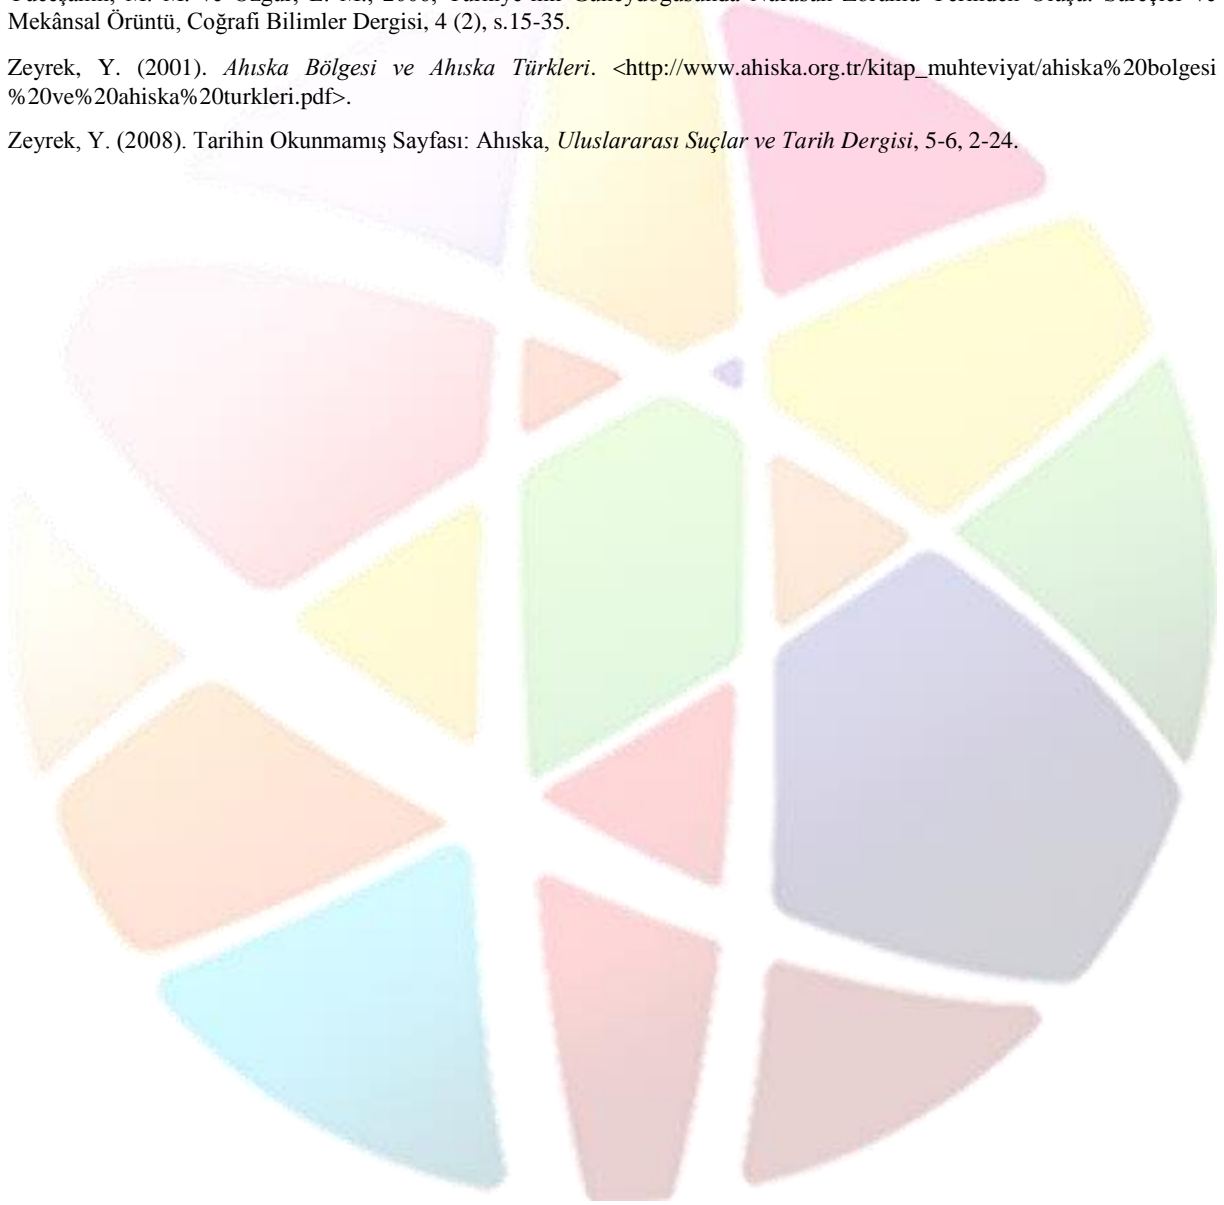 Mekânsal Örüntü, Coğrafi Bilimler Dergisi, 4 (2), s.15-35.
Zeyrek, Y. (2001). Ahıska Bölgesi ve Ahıska Türkleri. <http://www.ahiska.org.tr/kitap_muhteviyat/ahiska%20bolgesi
%20ve%20ahiska%20turkleri.pdf>.
Zeyrek, Y. (2008). Tarihin Okunmamış Sayfası: Ahıska, Uluslararası Suçlar ve Tarih Dergisi, 5-6, 2-24.